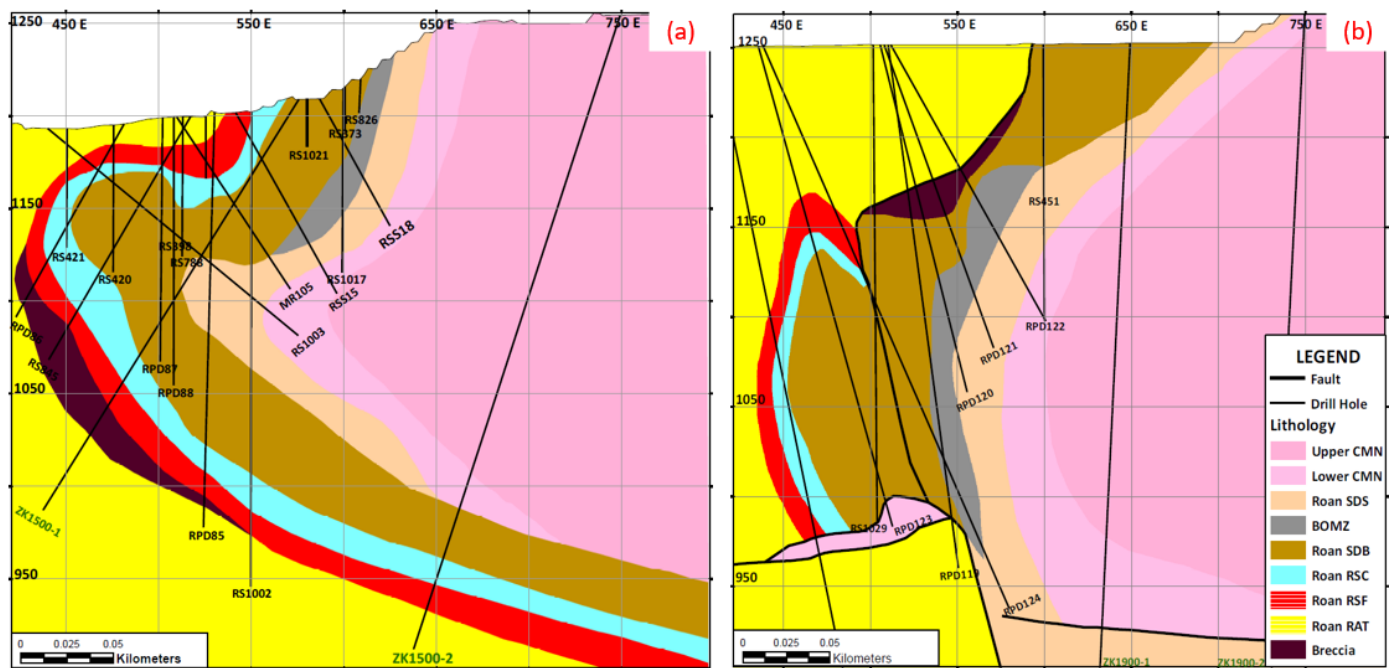 1250
450 E
550 E
650 E
750 E
(a)
RS826
RS373
RS1021
1150
RSS18
RS398
RS421
RS788
RS420
RS1017
RSS15
MR105
RPD86
RS1003
RS845
RPD87
RPD88
1050
ZK1500-1
RPD85
950
RS1002
0 0.025 0.05
Kilometers
ZK1500-2
450 E
550 E
650 E
750 E
(b)
1250
RS451
1150
RPD122
RPD121
RPD120
1050
RS1029
RPD123
RPD119
950
RPD124
0 0.025 0.05
Kilometers
ZK1900-1
ZK1900-2
LEGEND
Fault
Drill Hole
Lithology
Upper CMN
Lower CMN
Roan SDS
BOMZ
Roan SDB
Roan RSC
Roan RSF
Roan RAT
Breccia